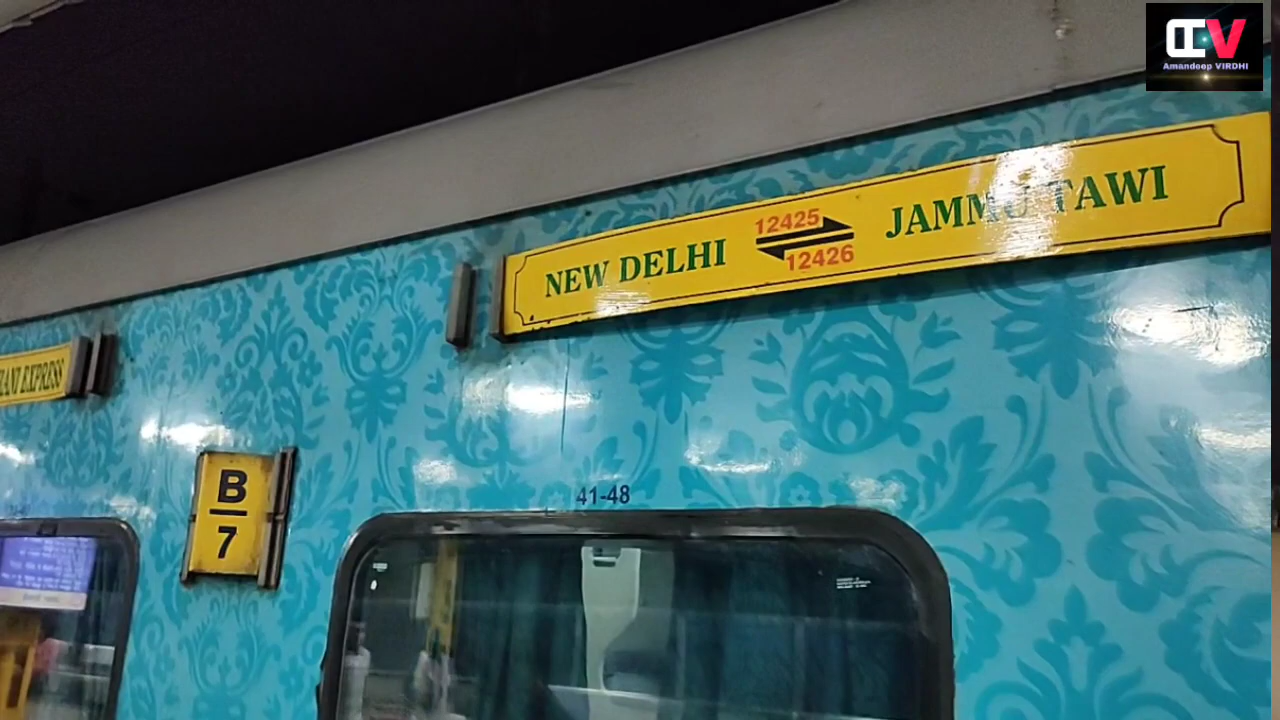 Amandeep VIRDHI
NEW DELHI
12425
12426
JAMMU TAWI
EXPRESS
B
7
41-48